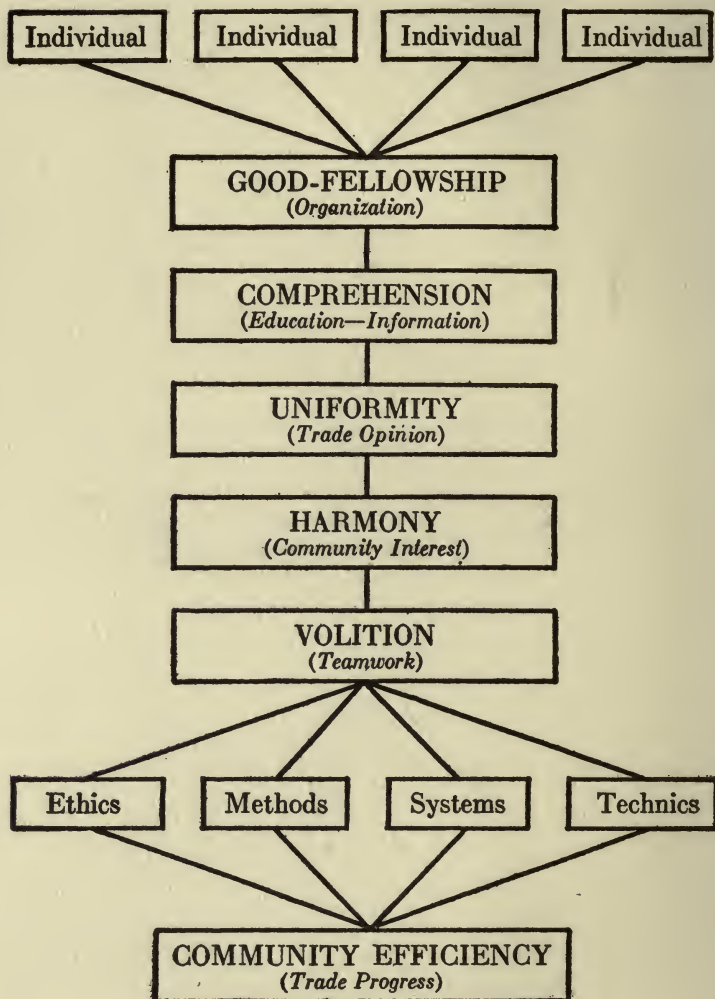 Individual Individual Individual Individual
GOOD-FELLOWSHIP
(Organization)
COMPREHENSION
(Education—Information)
UNIFORMITY
(Trade Opinion)
HARMONY
(Community Interest)
VOLITION
(Teamwork)
Ethics Methods Systems Technics
COMMUNITY EFFICIENCY
(Trade Progress)